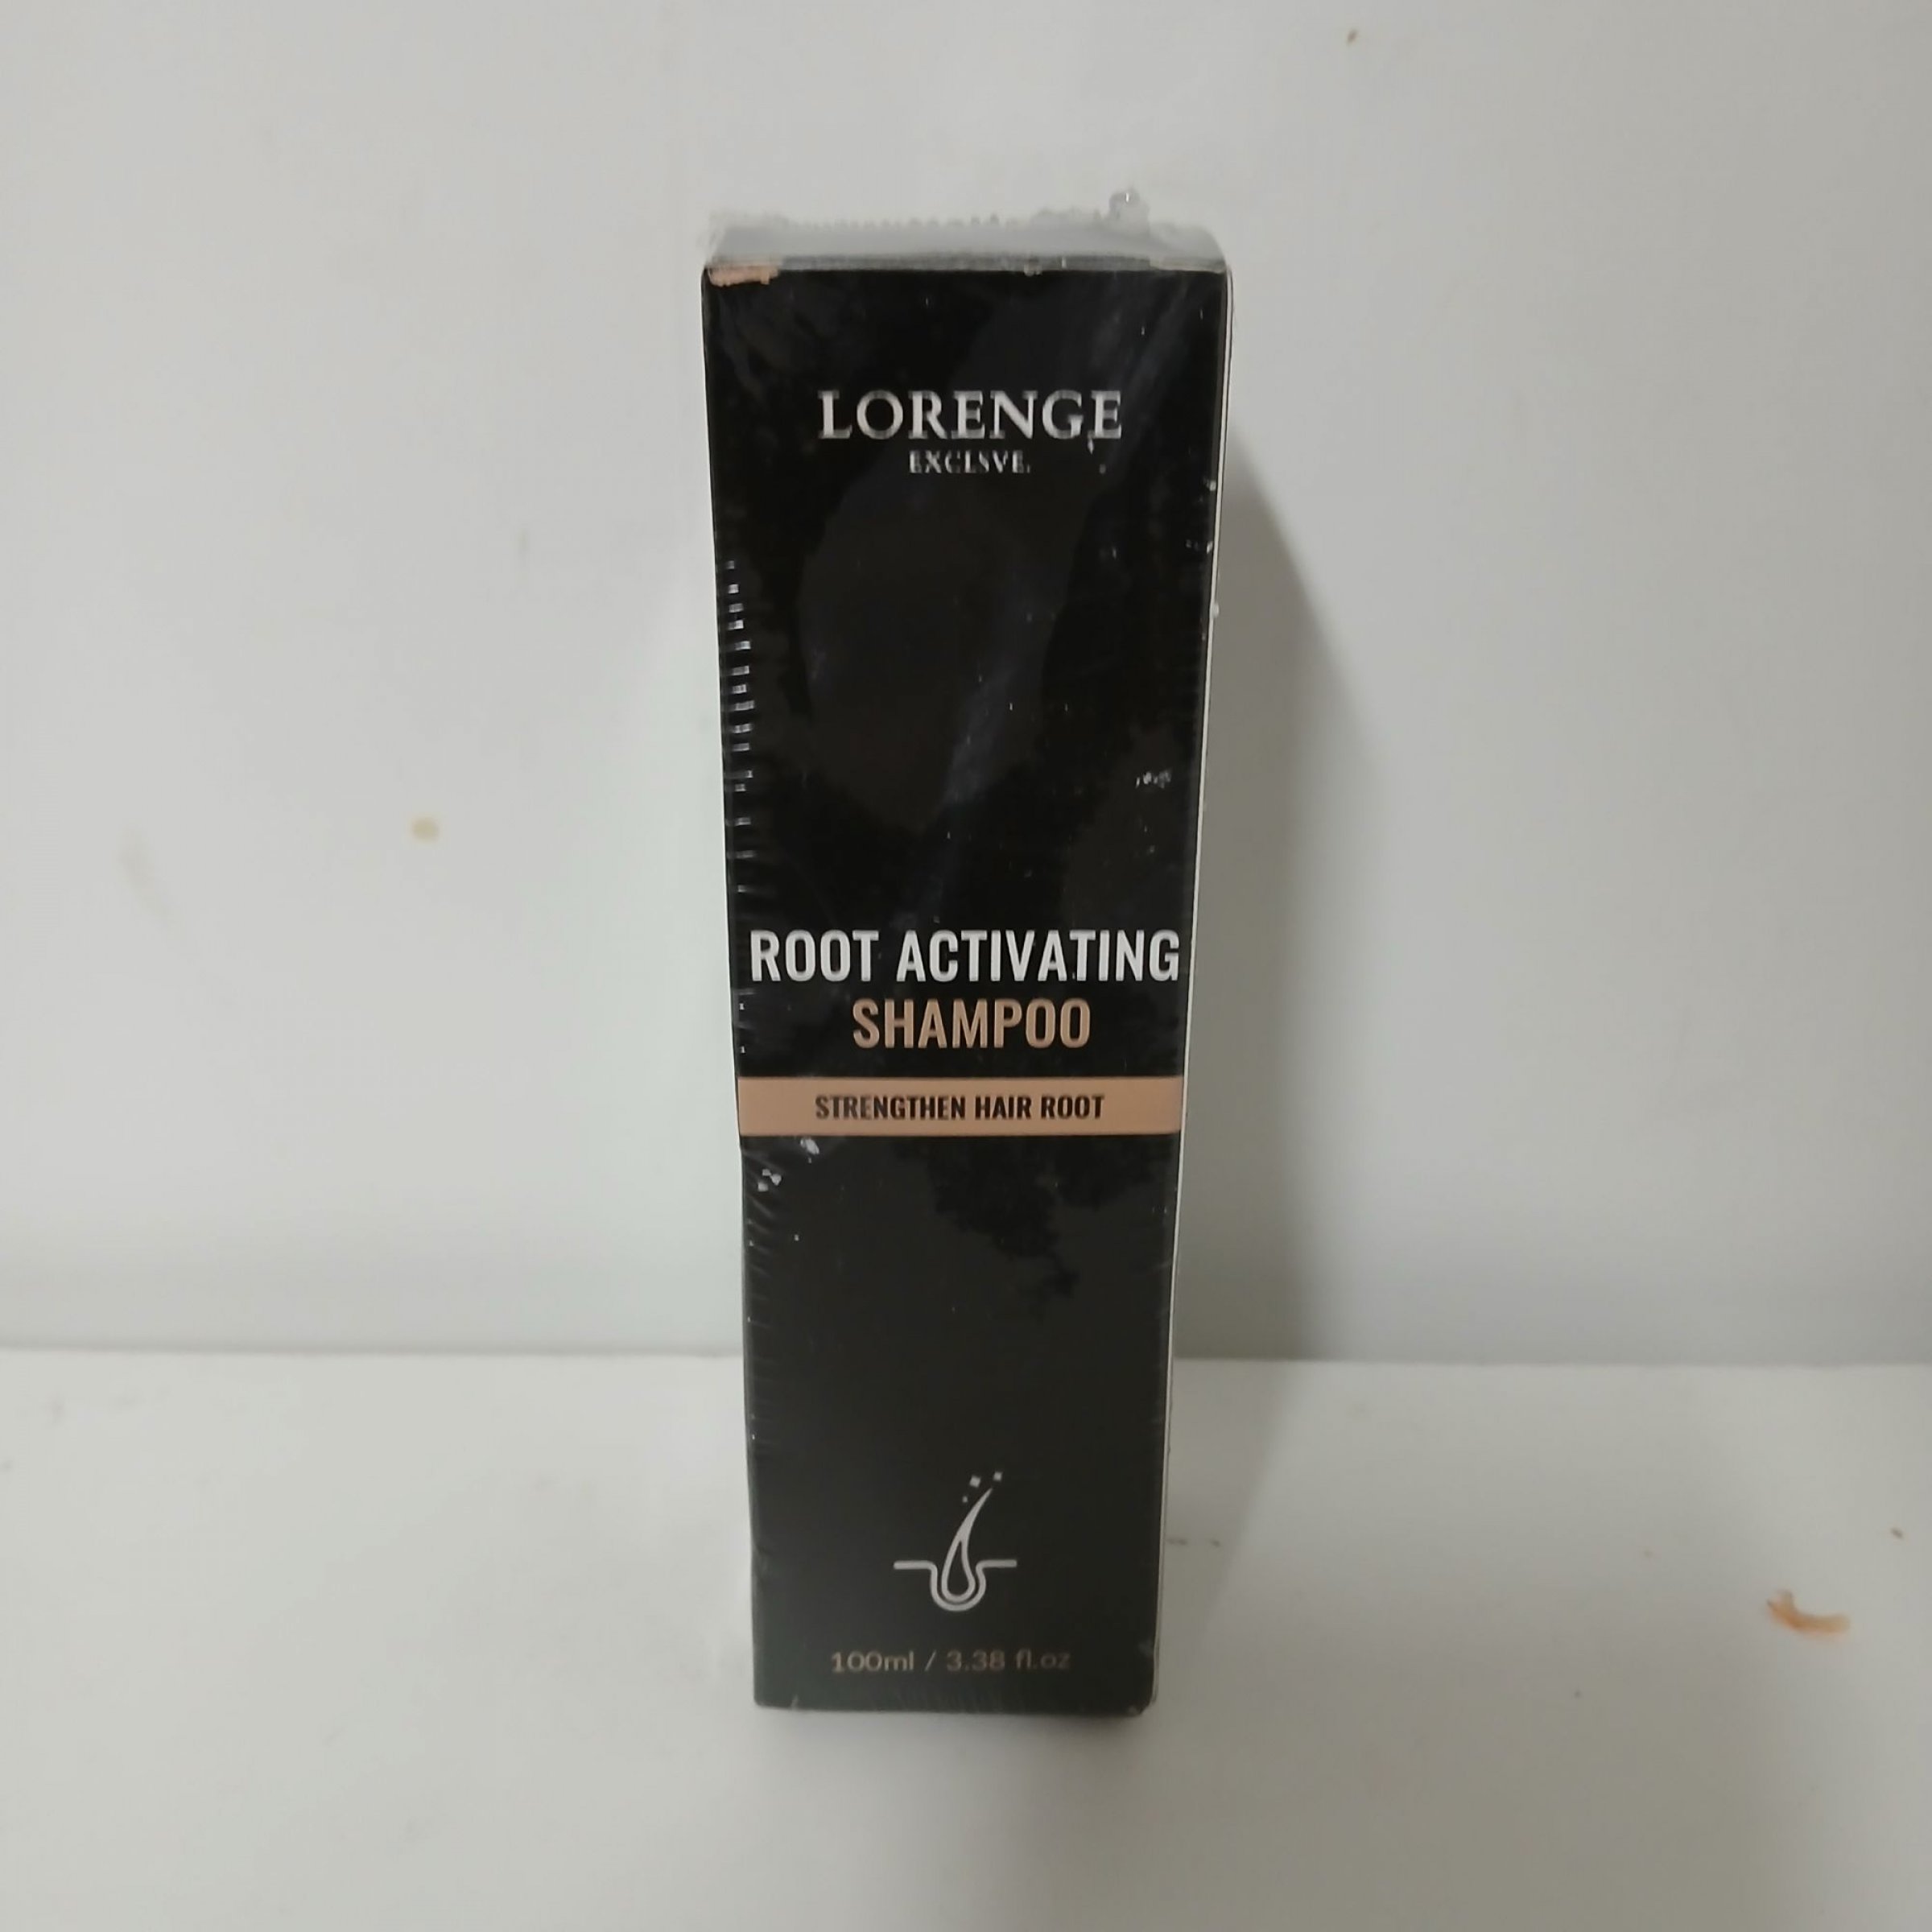 LORENGE
EXCLSVE.
ROOT ACTIVATING
SHAMPOO
STRENGTHEN HAIR ROOT
100ml / 3.38 fl.oz